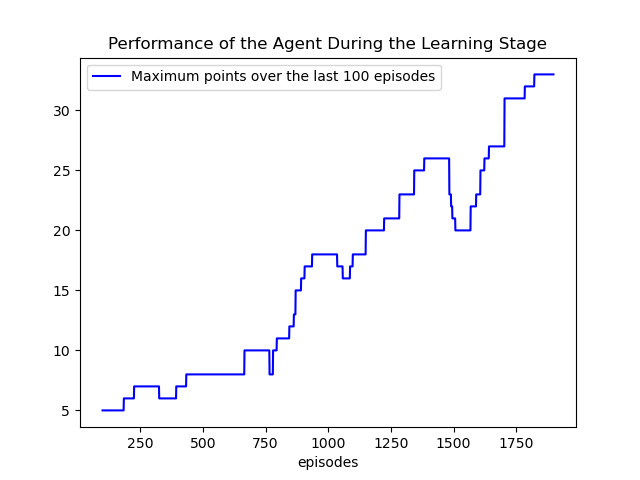 Performance of the Agent During the Learning Stage
Maximum points over the last 100 episodes
30
25
20
15
10
5
250 500 750 1000 1250 1500 1750
episodes